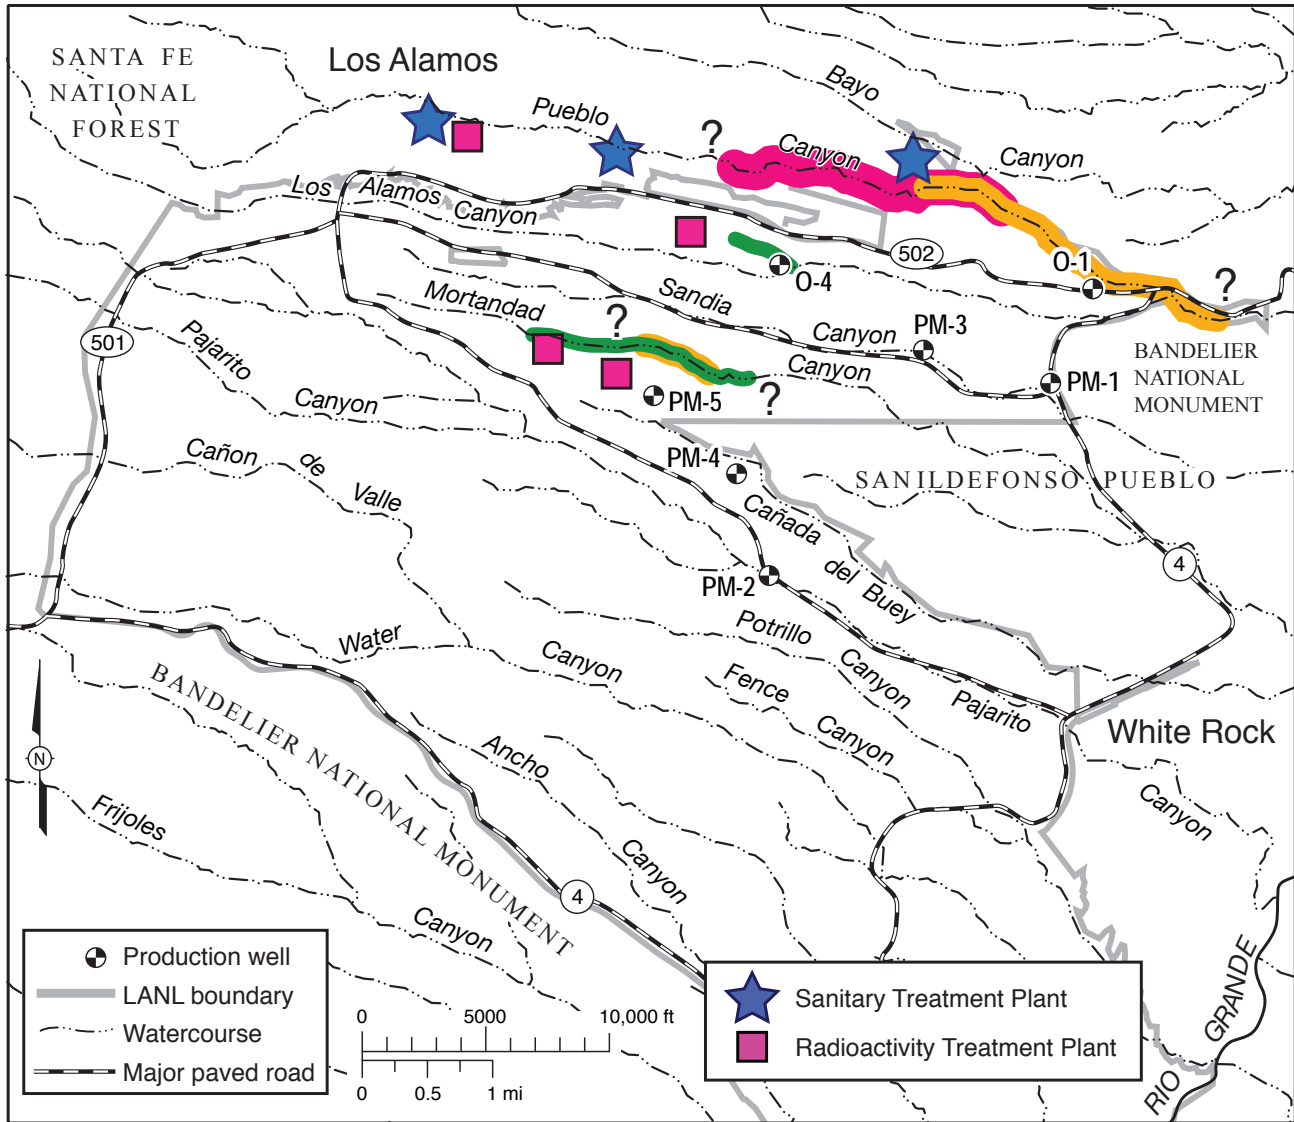 SANTA FE
NATIONAL
FOREST
Los Alamos
Pueblo
?
Bayo
Canyon
Canyon
Los Alamos Canyon
502
O-1
?
O-4
Sandia
Canyon
PM-3
Mortandad
?
Canyon
501
Pajarito
Canyon
PM-5
?
PM-1
BANDELIER
NATIONAL
MONUMENT
Cañon de Valle
PM-4
SAN ILDEFONSO PUEBLO
Cañada del Buey
4
PM-2
Water
Canyon
Potrillo
Canyon
Fence
Canyon
Pajarito
White Rock
Canyon
BANDELIER NATIONAL MONUMENT
N
Ancho
Canyon
Frijoles
Canyon
4
RIO GRANDE
Production well
LANL boundary
Watercourse
Major paved road
0 5000 10,000 ft
0 0.5 1 mi
Sanitary Treatment Plant
Radioactivity Treatment Plant